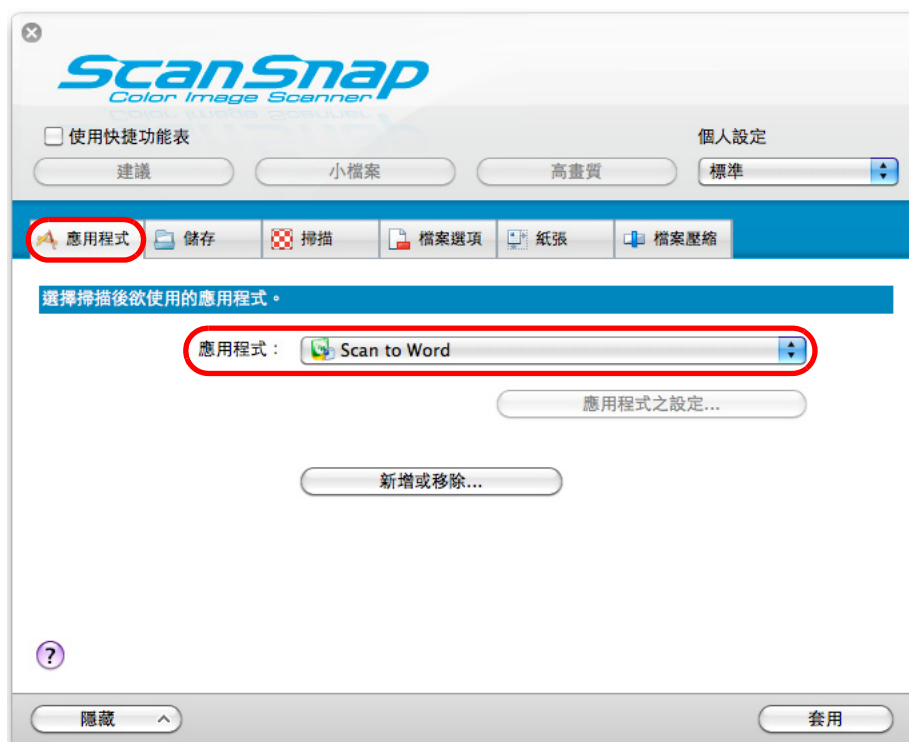 ScanSnap
Color Image Scanner
使用快捷功能表
個人設定
建議
小檔案
高畫質
標準
應用程式
儲存
掃描
檔案選項
紙張
檔案壓縮
選擇掃描後欲使用的應用程式。
應用程式：
Scan to Word
應用程式之設定...
新增或移除...
?
隱藏
套用